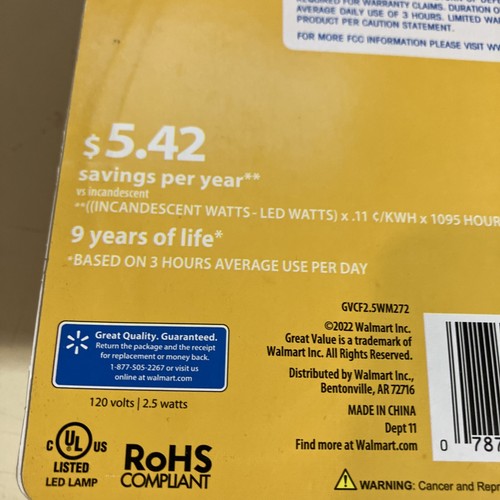 REQUIRED FOR WARRANTY CLAIMS. DURATION O
AVERAGE DAILY USE OF 3 HOURS. LIMITED WA
PRODUCT PER CAUTION STATEMENT.
FOR MORE FCC INFORMATION PLEASE VISIT WW
$5.42
savings per year**
vs incandescent
**((INCANDESCENT WATTS - LED WATTS) x .11 ¢/KWH x 1095 HOUR
9 years of life*
*BASED ON 3 HOURS AVERAGE USE PER DAY
GVCF2.5WM272
©2022 Walmart Inc.
Great Value is a trademark of
Walmart Inc. All Rights Reserved.
Distributed by Walmart Inc.,
Bentonville, AR 72716
MADE IN CHINA
Dept 11
Find more at Walmart.com
Great Quality. Guaranteed.
Return the package and the receipt
for replacement or money back.
1-877-505-2267 or visit us
online at walmart.com
120 volts | 2.5 watts
C UL US
LISTED
LED LAMP
RoHS
COMPLIANT
0 787
WARNING: Cancer and Repr